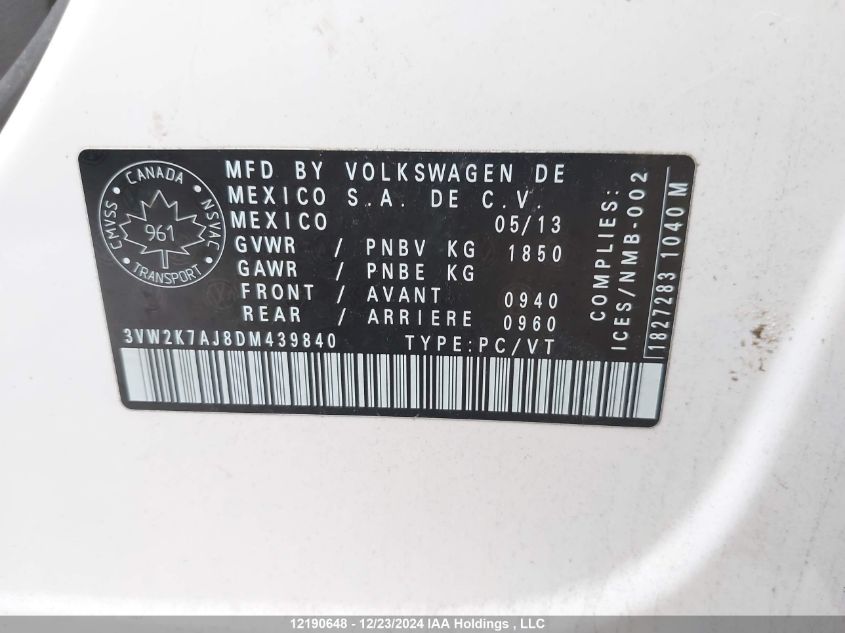 CANADA
CMVSS
NSVAC
961
TRANSPORT
MFD BY VOLKSWAGEN DE
MEXICO S.A. DE C.V.
MEXICO 05/13
GVWR / PNBV KG 1850
GAWR / PNBE KG
FRONT / AVANT 0940
REAR / ARRIERE 0960
3VW2K7AJ8DM439840 TYPE:PC/VT
COMPLIES:
ICES/NMB-002
1827283 1040 M
12190648 - 12/23/2024 IAA Holdings , LLC